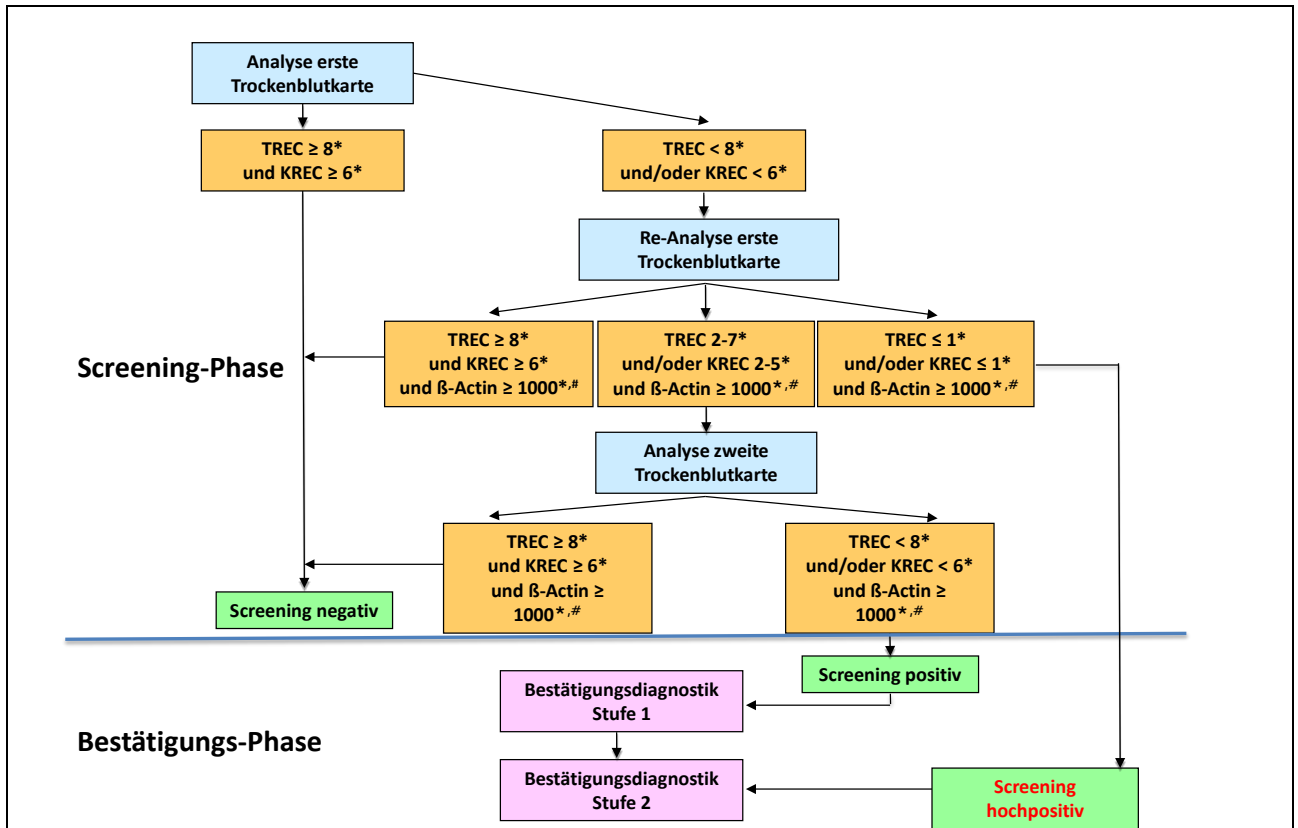 Analyse erste
Trockenblutkarte
TREC ≥ 8*
und KREC ≥ 6*
TREC < 8*
und/oder KREC < 6*
Re-Analyse erste
Trockenblutkarte
TREC ≥ 8*
und KREC ≥ 6*
und ß-Actin ≥ 1000*,#
TREC 2-7*
und/oder KREC 2-5*
und ß-Actin ≥ 1000*,#
TREC ≤ 1*
und/oder KREC ≤ 1*
und ß-Actin ≥ 1000*,#
Screening-Phase
Analyse zweite
Trockenblutkarte
TREC ≥ 8*
und KREC ≥ 6*
und ß-Actin ≥
1000*,#
TREC < 8*
und/oder KREC < 6*
und ß-Actin ≥
1000*,#
Screening negativ
Screening positiv
Bestätigungsdiagnostik
Stufe 1
Bestätigungs-Phase
Bestätigungsdiagnostik
Stufe 2
Screening
hochpositiv